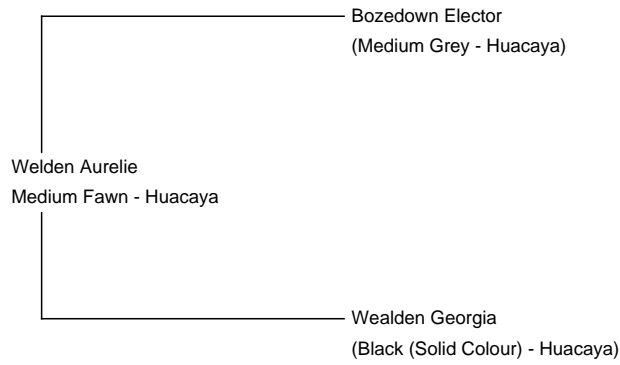 Bozedown Elector
(Medium Grey - Huacaya)
Welden Aurelie
Medium Fawn - Huacaya
Wealden Georgia
(Black (Solid Colour) - Huacaya)